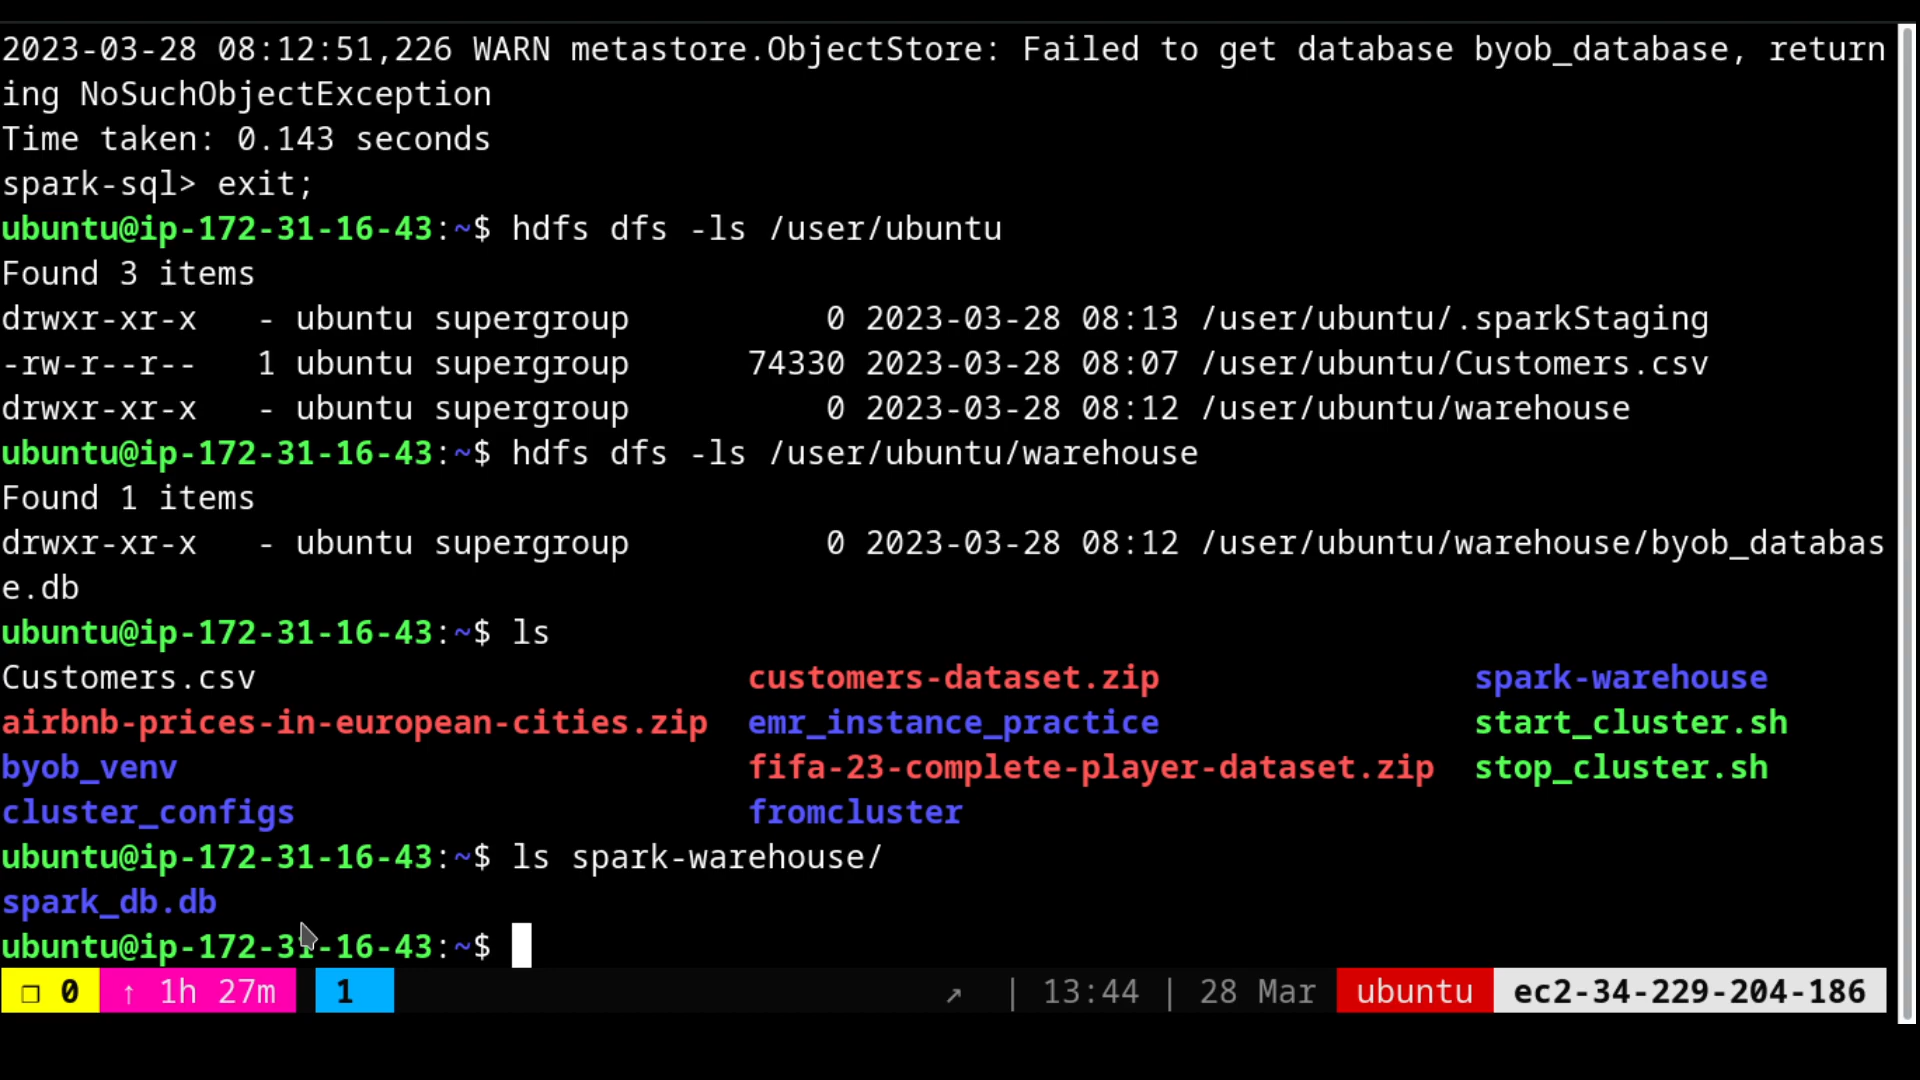 2023-03-28 08:12:51,226 WARN metastore.ObjectStore: Failed to get database byob_database, return
ing NoSuchObjectException
Time taken: 0.143 seconds
spark-sql> exit;
ubuntu@ip-172-31-16-43:~$ hdfs dfs -ls /user/ubuntu
Found 3 items
drwxr-xr-x   - ubuntu supergroup          0 2023-03-28 08:13 /user/ubuntu/.sparkStaging
-rw-r--r--   1 ubuntu supergroup      74330 2023-03-28 08:07 /user/ubuntu/Customers.csv
drwxr-xr-x   - ubuntu supergroup          0 2023-03-28 08:12 /user/ubuntu/warehouse
ubuntu@ip-172-31-16-43:~$ hdfs dfs -ls /user/ubuntu/warehouse
Found 1 items
drwxr-xr-x   - ubuntu supergroup          0 2023-03-28 08:12 /user/ubuntu/warehouse/byob_databas
e.db
ubuntu@ip-172-31-16-43:~$ ls
Customers.csv                         customers-dataset.zip                spark-warehouse
airbnb-prices-in-european-cities.zip  emr_instance_practice                start_cluster.sh
byob_venv                             fifa-23-complete-player-dataset.zip  stop_cluster.sh
cluster_configs                       fromcluster
ubuntu@ip-172-31-16-43:~$ ls spark-warehouse/
spark_db.db
ubuntu@ip-172-31-16-43:~$
❐ 0 ↑ 1h 27m 1 ↗ | 13:44 | 28 Mar ubuntu ec2-34-229-204-186